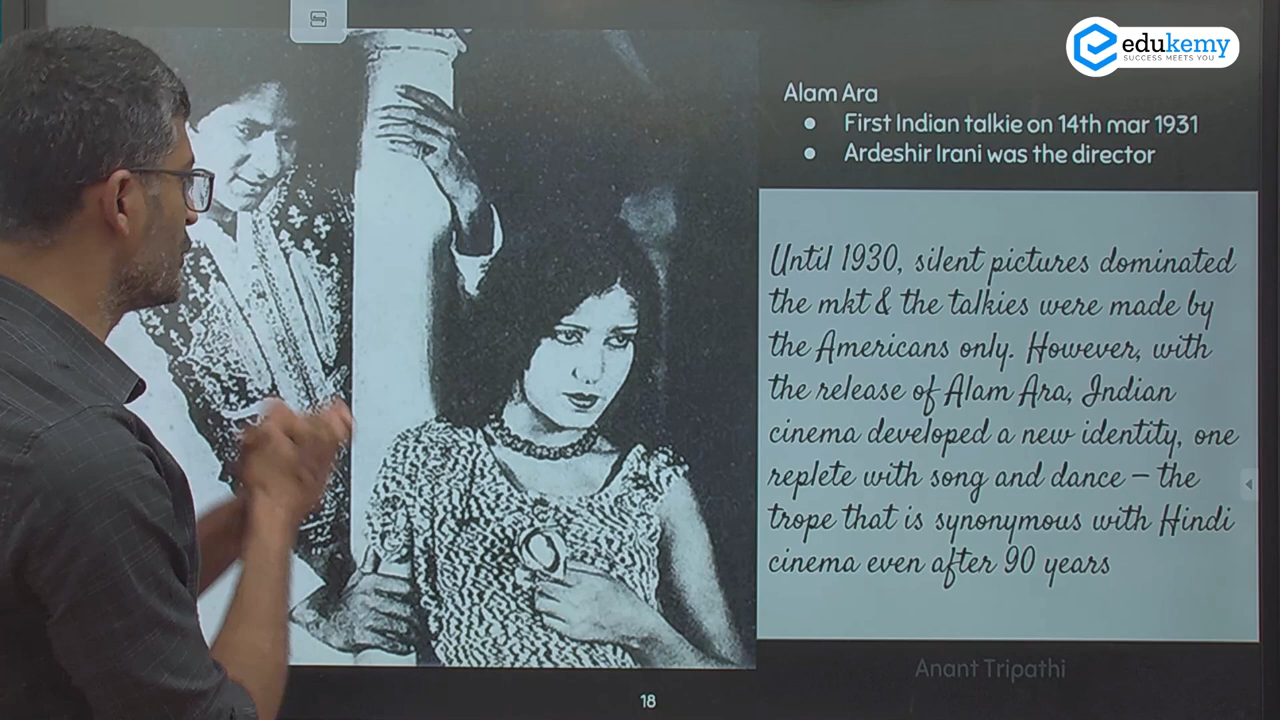 edukemy
SUCCESS MEETS YOU
Alam Ara
● First Indian talkie on 14th mar 1931
● Ardeshir Irani was the director
Until 1930, silent pictures dominated
the mkt & the talkies were made by
the Americans only. However, with
the release of Alam Ara, Indian
cinema developed a new identity, one
replete with song and dance – the
trope that is synonymous with Hindi
cinema even after 90 years
Anant Tripathi
18